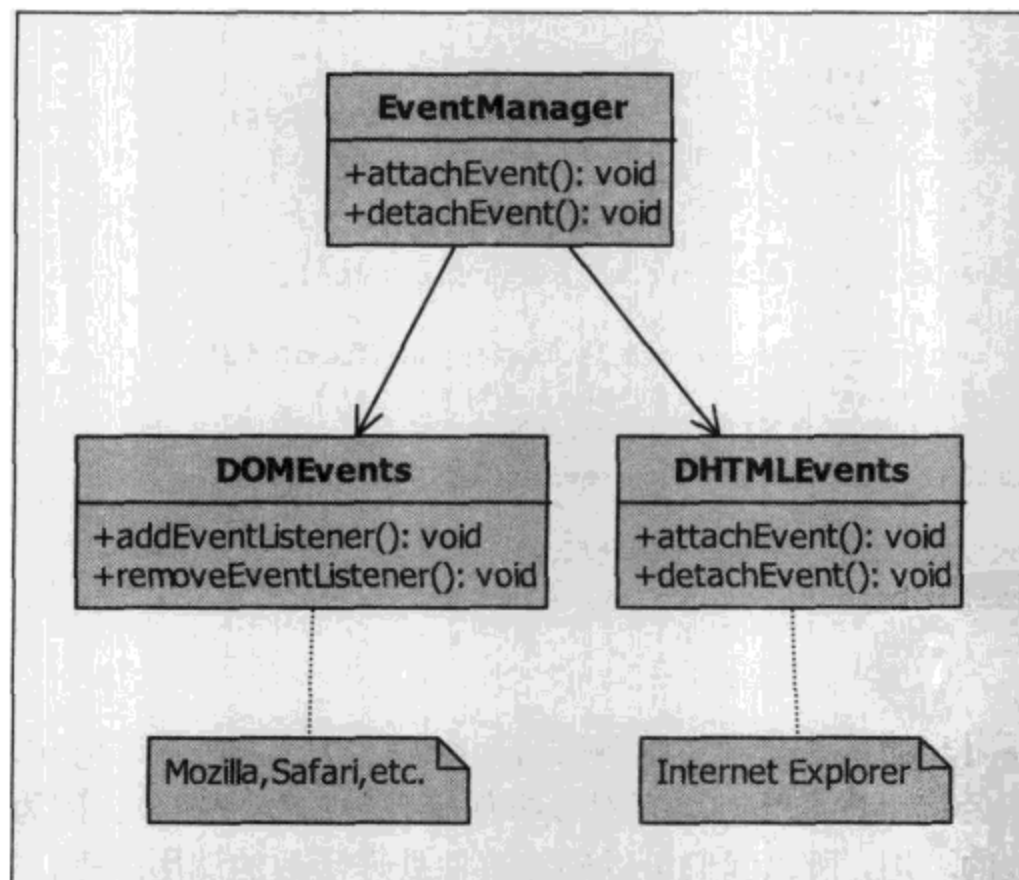 EventManager
+attachEvent(): void
+detachEvent(): void
DOMEvents
+addEventListener(): void
+removeEventListener(): void
DHTMLEvents
+attachEvent(): void
+detachEvent(): void
Mozilla,Safari,etc.
Internet Explorer